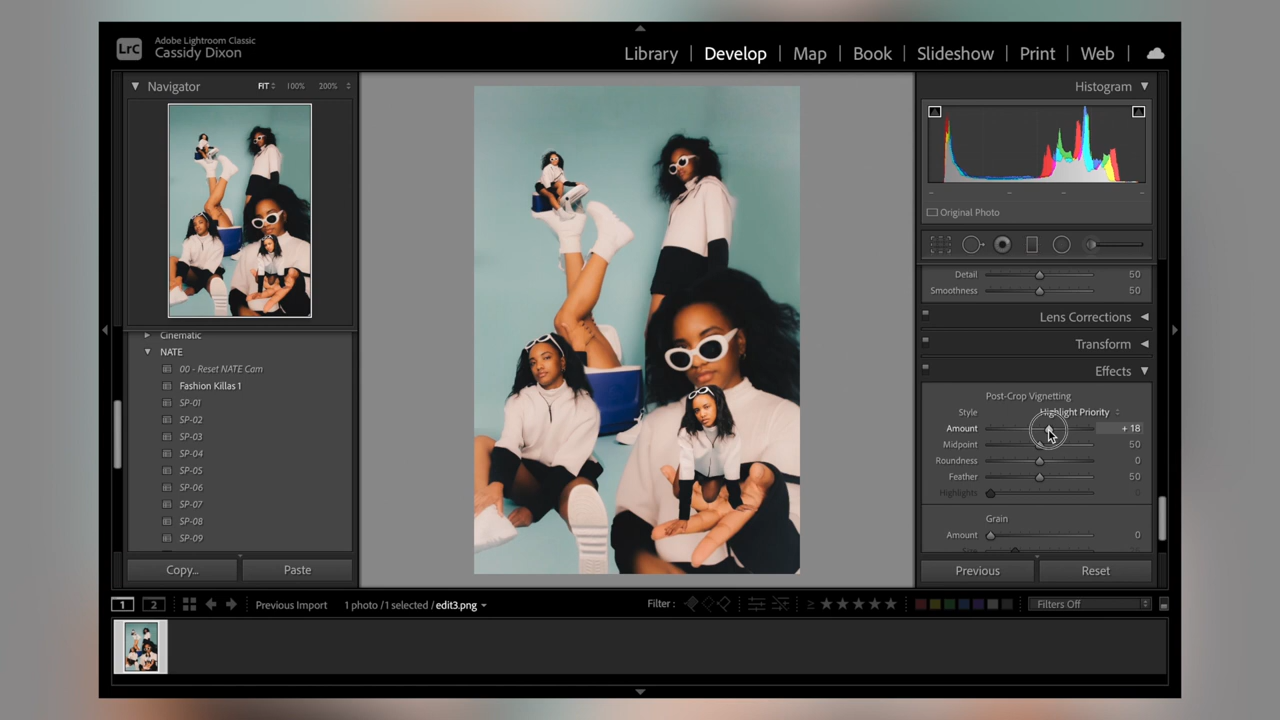 LrC
Adobe Lightroom Classic
Cassidy Dixon
Library | Develop | Map | Book | Slideshow | Print | Web |
Navigator FIT 100% 200%
Cinematic
NATE
00 - Reset NATE Cam
Fashion Killas 1
SP-01
SP-02
SP-03
SP-04
SP-05
SP-06
SP-07
SP-08
SP-09
Copy... Paste
Histogram
Original Photo
Detail 50
Smoothness 50
Lens Corrections
Transform
Effects
Post-Crop Vignetting
Style Highlight Priority
Amount + 18
Midpoint 50
Roundness 0
Feather 50
Highlights 0
Grain
Amount 0
Previous Reset
1 2 Previous Import 1 photo / 1 selected / edit3.png Filter : ≥ ★★★★★ Filters Off